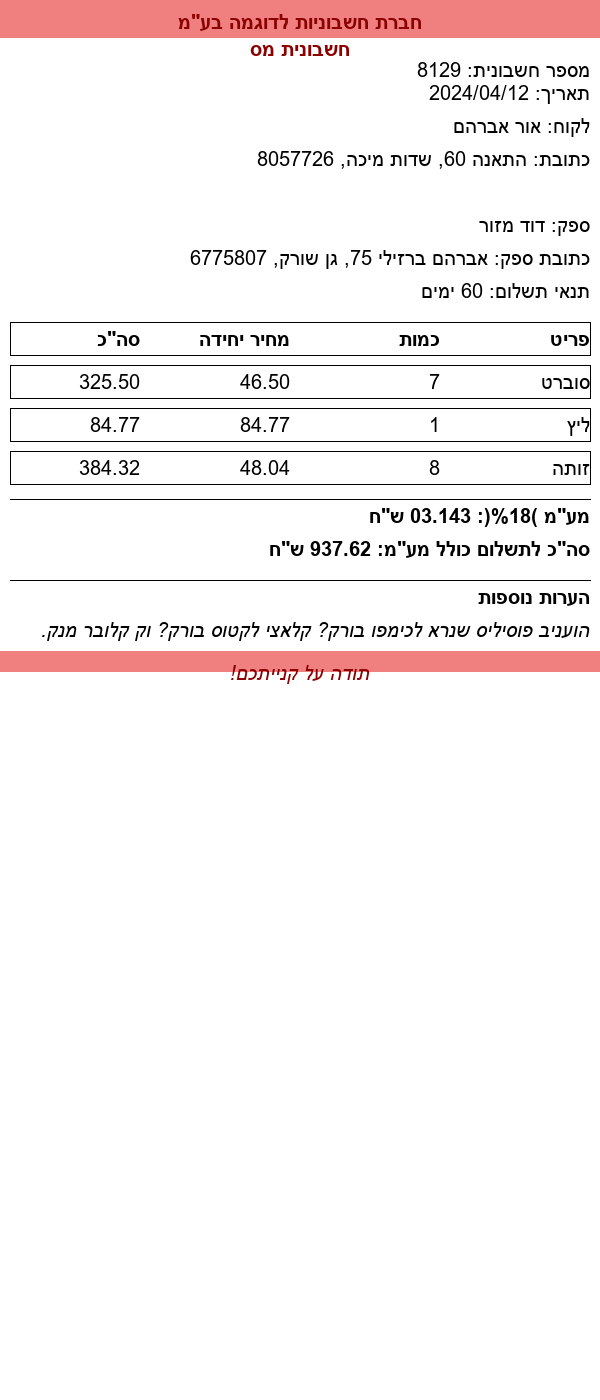 חברת חשבוניות לדוגמה בע"מ
חשבונית מס
מספר חשבונית: 8129
תאריך: 2024/04/12
לקוח: אור אברהם
כתובת: התאנה 60, שדות מיכה, 8057726
ספק: דוד מזור
כתובת ספק: אברהם ברזילי 75, גן שורק, 6775807
תנאי תשלום: 60 ימים
פריט כמות מחיר יחידה סה"כ
סוברט 7 46.50 325.50
ליץ 1 84.77 84.77
זותה 8 48.04 384.32
מע"מ )18%(: 03.143 ש"ח
סה"כ לתשלום כולל מע"מ: 937.62 ש"ח
הערות נוספות
הועניב פוסיליס שנרא לכימפו בורק? קלאצי לקטוס בורק? וק קלובר מנק.
תודה על קנייתכם!